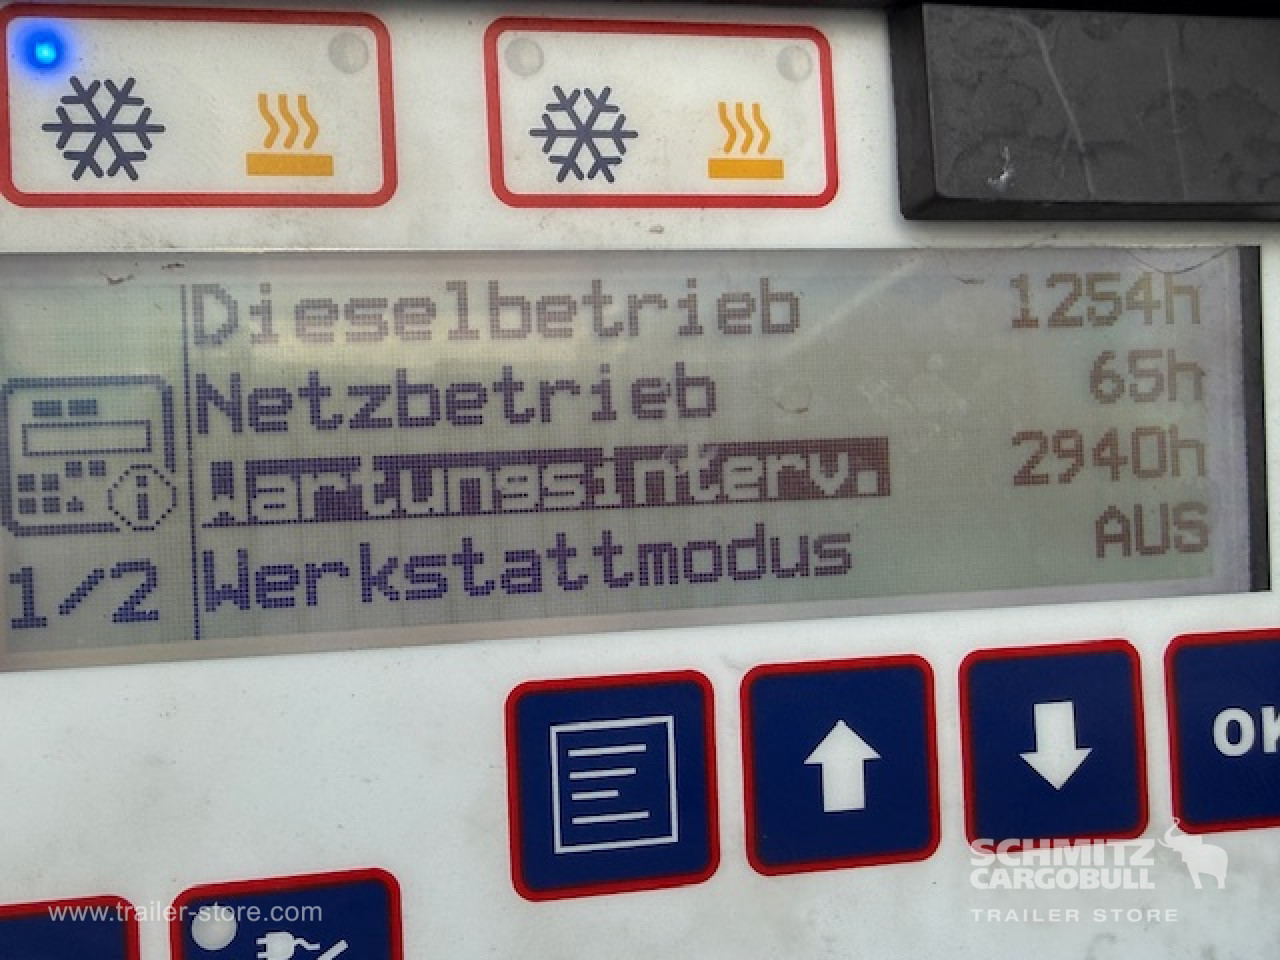 Dieselbetrieb 1254h
Netzbetrieb 65h
Wartungsinterv. 2940h
Werkstattmodus AUS
1/2
OK
SCHMITZ
CARGOBULL
TRAILER STORE
www.trailer-store.com